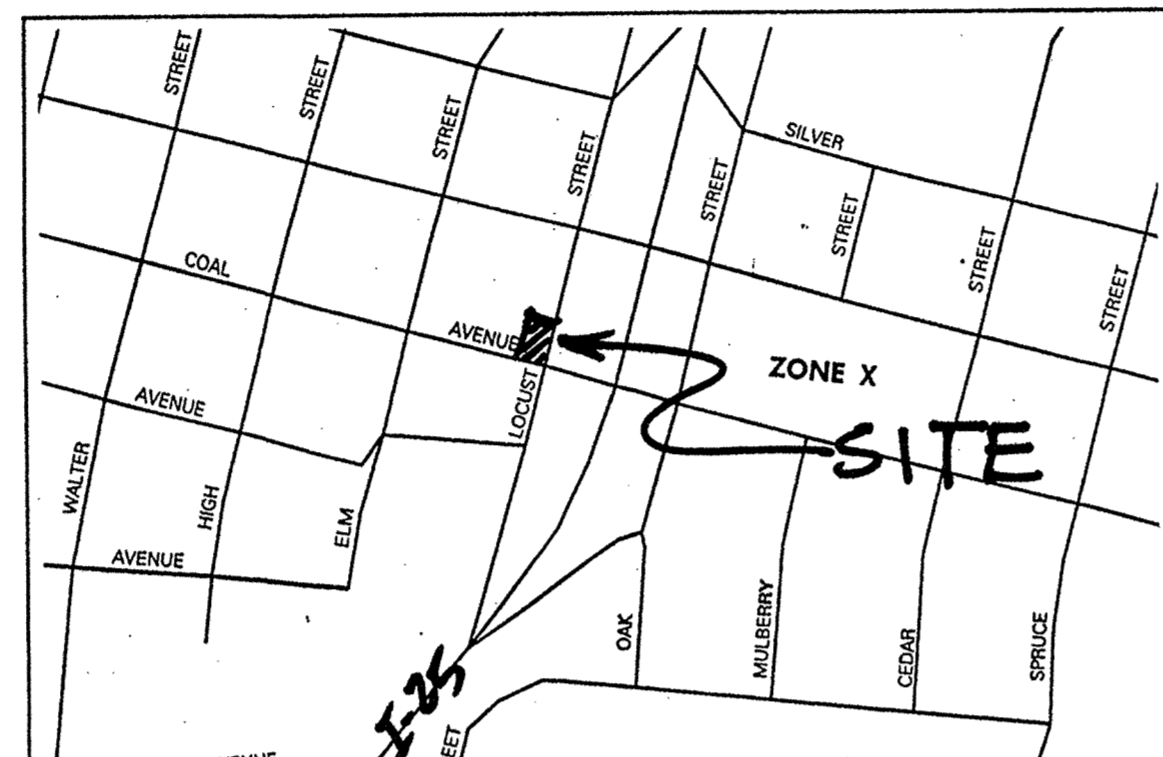 STREET
STREET
STREET
STREET
STREET
STREET
STREET
STREET
SILVER
COAL
AVENUE
LOCUST
ZONE X
SITE
AVENUE
WALTER
HIGH
ELM
AVENUE
OAK
MULBERRY
CEDAR
SPRUCE
I-25